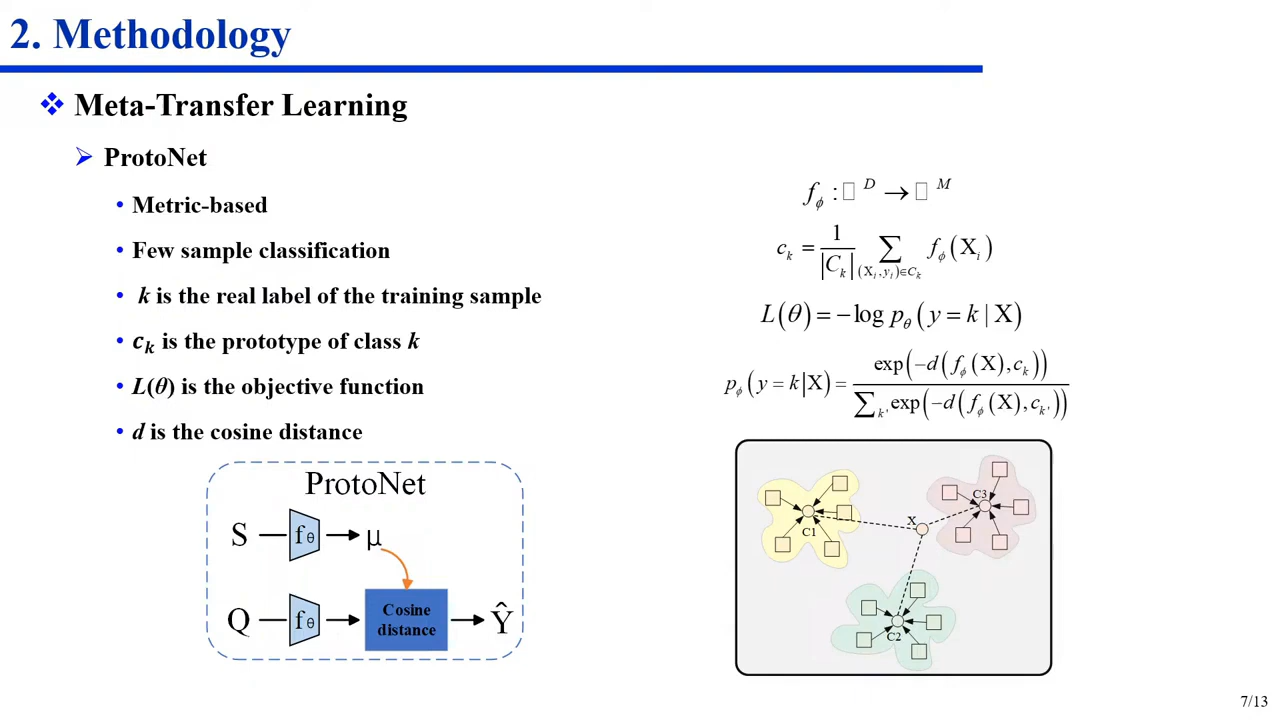 2. Methodology
❖ Meta-Transfer Learning
➢ ProtoNet
• Metric-based
• Few sample classification
• k is the real label of the training sample
• c_k is the prototype of class k
• L(θ) is the objective function
• d is the cosine distance
f_ϕ : □^D → □^M
c_k = 1/|C_k| ∑_{(X_i, y_i)∈C_k} f_ϕ(X_i)
L(θ) = −log p_θ(y = k | X)
p_ϕ(y = k|X) = exp(−d(f_ϕ(X), c_k)) / ∑_{k'} exp(−d(f_ϕ(X), c_{k'}))
ProtoNet
S f_θ μ
Q f_θ Cosine distance Ŷ
C1
X
C3
C2
7/13